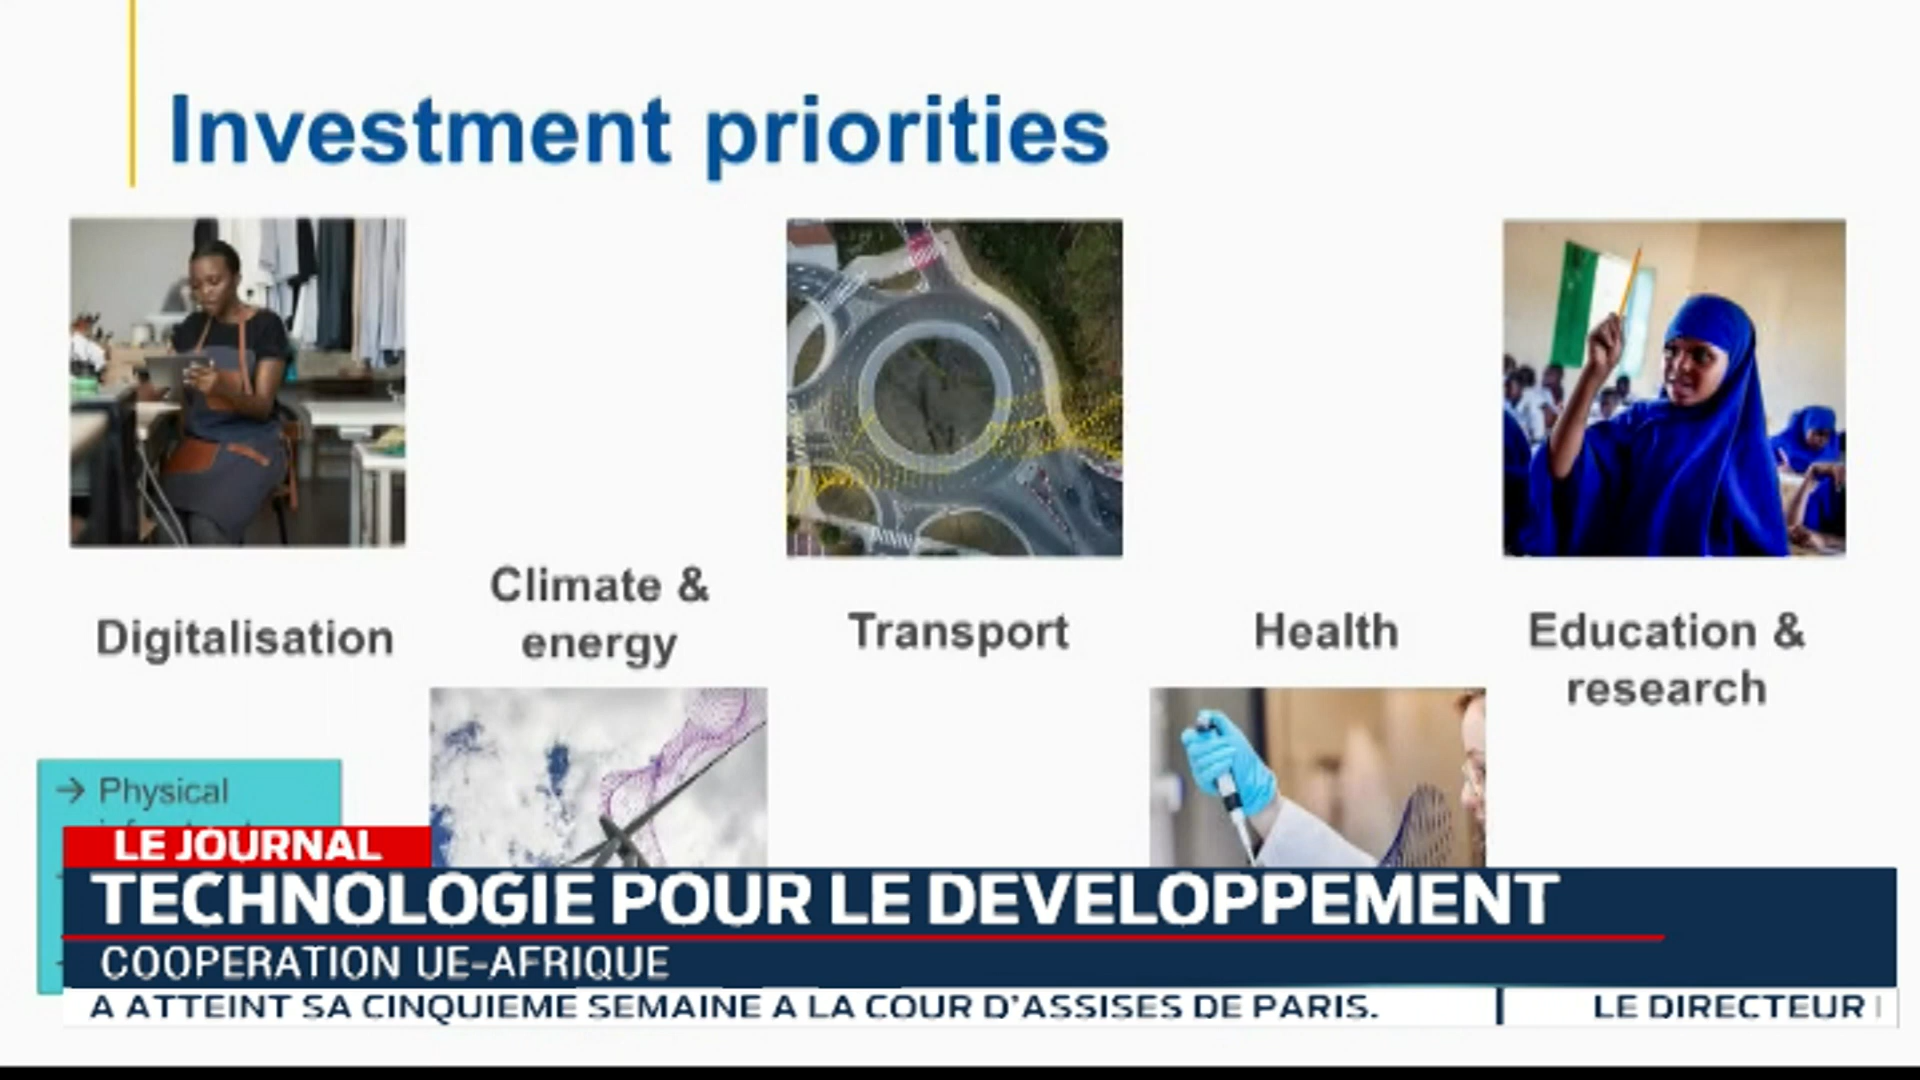 Investment priorities
Digitalisation
Climate &
energy
Transport
Health
Education &
research
→ Physical
LE JOURNAL
TECHNOLOGIE POUR LE DEVELOPPEMENT
COOPERATION UE-AFRIQUE
A ATTEINT SA CINQUIEME SEMAINE A LA COUR D'ASSISES DE PARIS. | LE DIRECTEUR